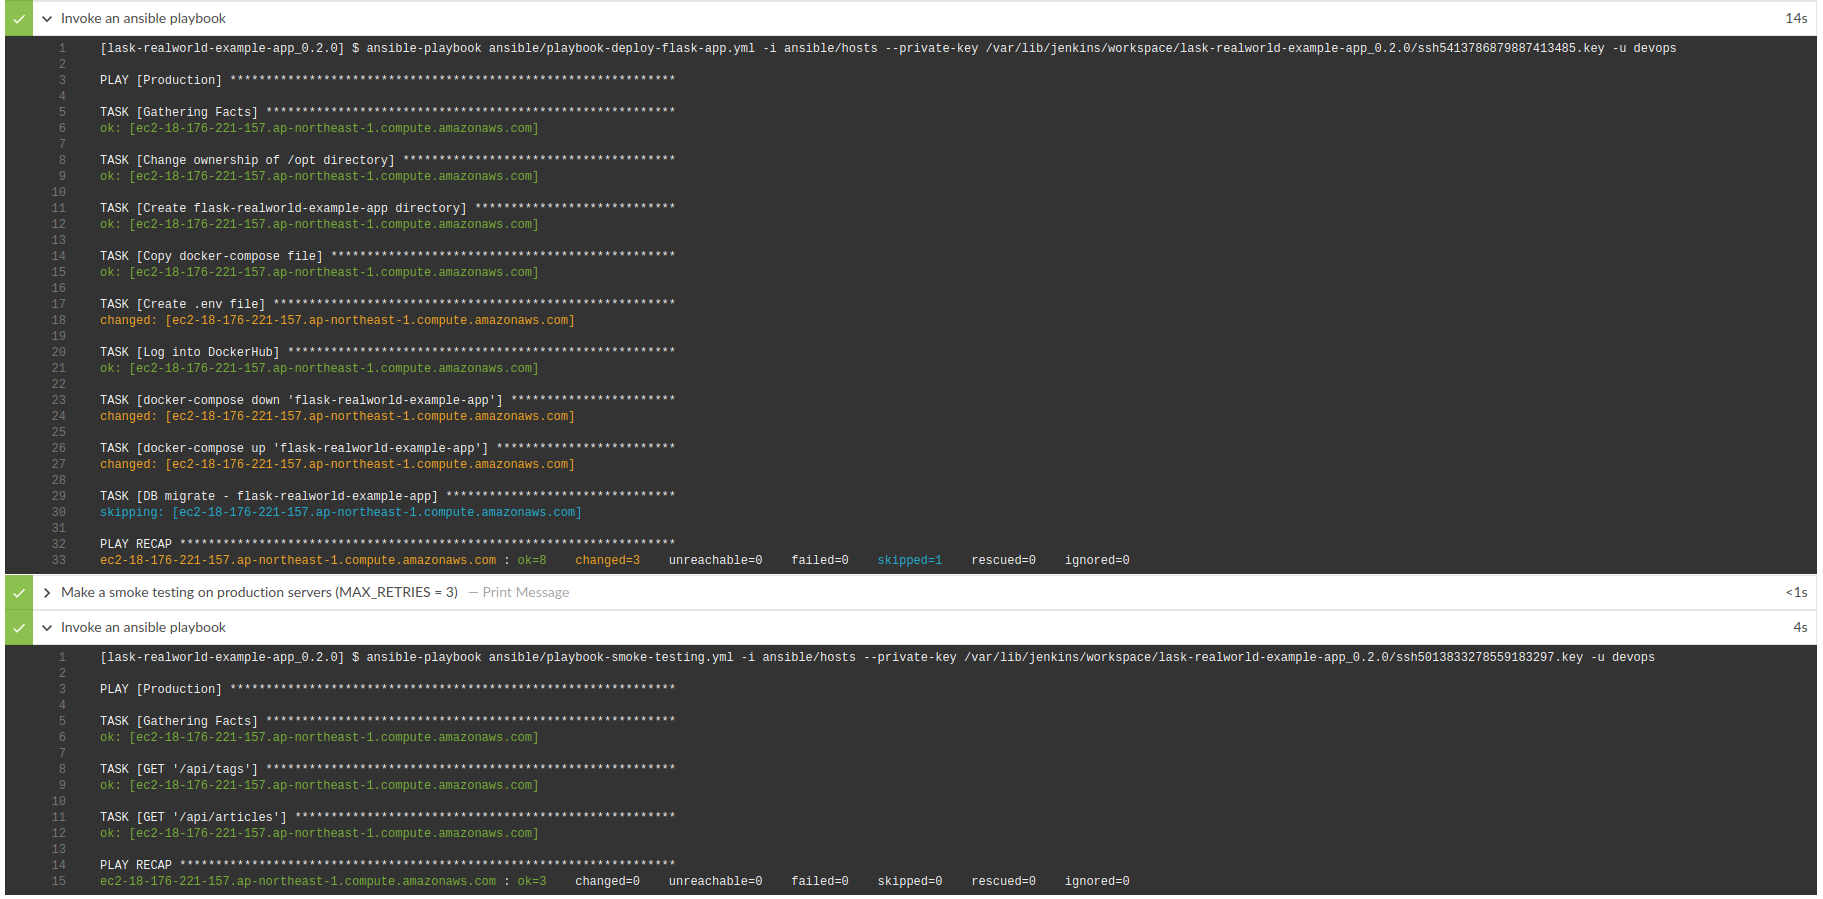 Invoke an ansible playbook 14s
1 [lask-realworld-example-app_0.2.0] $ ansible-playbook ansible/playbook-deploy-flask-app.yml -i ansible/hosts --private-key /var/lib/jenkins/workspace/lask-realworld-example-app_0.2.0/ssh5413786879887413485.key -u devops
2
3 PLAY [Production] **************************************************************
4
5 TASK [Gathering Facts] *********************************************************
6 ok: [ec2-18-176-221-157.ap-northeast-1.compute.amazonaws.com]
7
8 TASK [Change ownership of /opt directory] **************************************
9 ok: [ec2-18-176-221-157.ap-northeast-1.compute.amazonaws.com]
10
11 TASK [Create flask-realworld-example-app directory] ****************************
12 ok: [ec2-18-176-221-157.ap-northeast-1.compute.amazonaws.com]
13
14 TASK [Copy docker-compose file] ************************************************
15 ok: [ec2-18-176-221-157.ap-northeast-1.compute.amazonaws.com]
16
17 TASK [Create .env file] ********************************************************
18 changed: [ec2-18-176-221-157.ap-northeast-1.compute.amazonaws.com]
19
20 TASK [Log into DockerHub] ******************************************************
21 ok: [ec2-18-176-221-157.ap-northeast-1.compute.amazonaws.com]
22
23 TASK [docker-compose down 'flask-realworld-example-app'] ***********************
24 changed: [ec2-18-176-221-157.ap-northeast-1.compute.amazonaws.com]
25
26 TASK [docker-compose up 'flask-realworld-example-app'] *************************
27 changed: [ec2-18-176-221-157.ap-northeast-1.compute.amazonaws.com]
28
29 TASK [DB migrate - flask-realworld-example-app] ********************************
30 skipping: [ec2-18-176-221-157.ap-northeast-1.compute.amazonaws.com]
31
32 PLAY RECAP *********************************************************************
33 ec2-18-176-221-157.ap-northeast-1.compute.amazonaws.com : ok=8 changed=3 unreachable=0 failed=0 skipped=1 rescued=0 ignored=0
Make a smoke testing on production servers (MAX_RETRIES = 3) — Print Message <1s
Invoke an ansible playbook 4s
1 [lask-realworld-example-app_0.2.0] $ ansible-playbook ansible/playbook-smoke-testing.yml -i ansible/hosts --private-key /var/lib/jenkins/workspace/lask-realworld-example-app_0.2.0/ssh5013833278559183297.key -u devops
2
3 PLAY [Production] **************************************************************
4
5 TASK [Gathering Facts] *********************************************************
6 ok: [ec2-18-176-221-157.ap-northeast-1.compute.amazonaws.com]
7
8 TASK [GET '/api/tags'] *********************************************************
9 ok: [ec2-18-176-221-157.ap-northeast-1.compute.amazonaws.com]
10
11 TASK [GET '/api/articles'] *****************************************************
12 ok: [ec2-18-176-221-157.ap-northeast-1.compute.amazonaws.com]
13
14 PLAY RECAP *********************************************************************
15 ec2-18-176-221-157.ap-northeast-1.compute.amazonaws.com : ok=3 changed=0 unreachable=0 failed=0 skipped=0 rescued=0 ignored=0